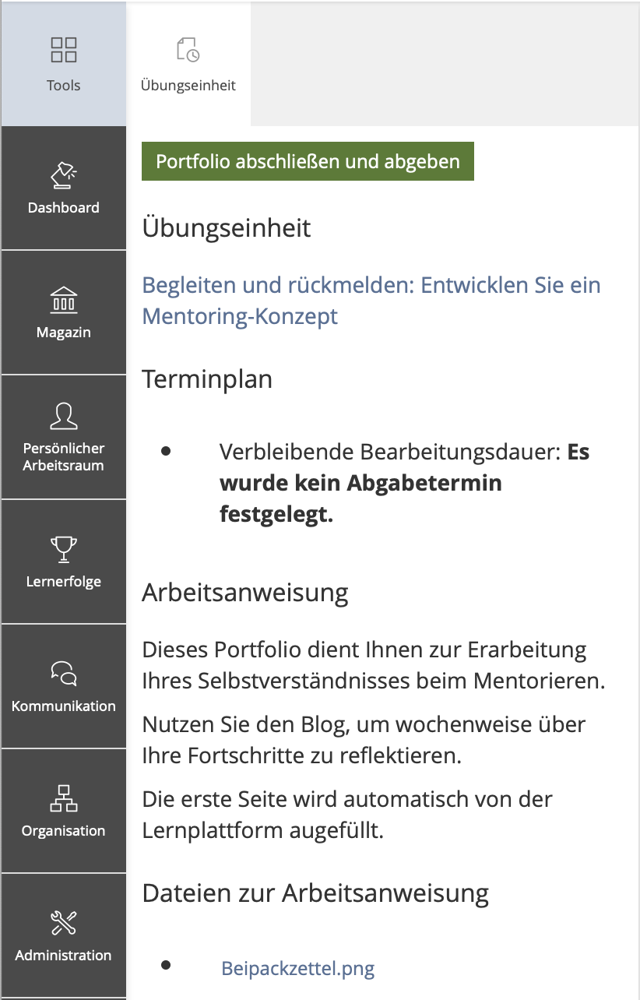 Tools
Übungseinheit
Dashboard
Magazin
Persönlicher
Arbeitsraum
Lernerfolge
Kommunikation
Organisation
Administration
Portfolio abschließen und abgeben
Übungseinheit
Begleiten und rückmelden: Entwicklen Sie ein
Mentoring-Konzept
Terminplan
Verbleibende Bearbeitungsdauer: Es
wurde kein Abgabetermin
festgelegt.
Arbeitsanweisung
Dieses Portfolio dient Ihnen zur Erarbeitung
Ihres Selbstverständnisses beim Mentorieren.
Nutzen Sie den Blog, um wochenweise über
Ihre Fortschritte zu reflektieren.
Die erste Seite wird automatisch von der
Lernplattform augefüllt.
Dateien zur Arbeitsanweisung
Beipackzettel.png